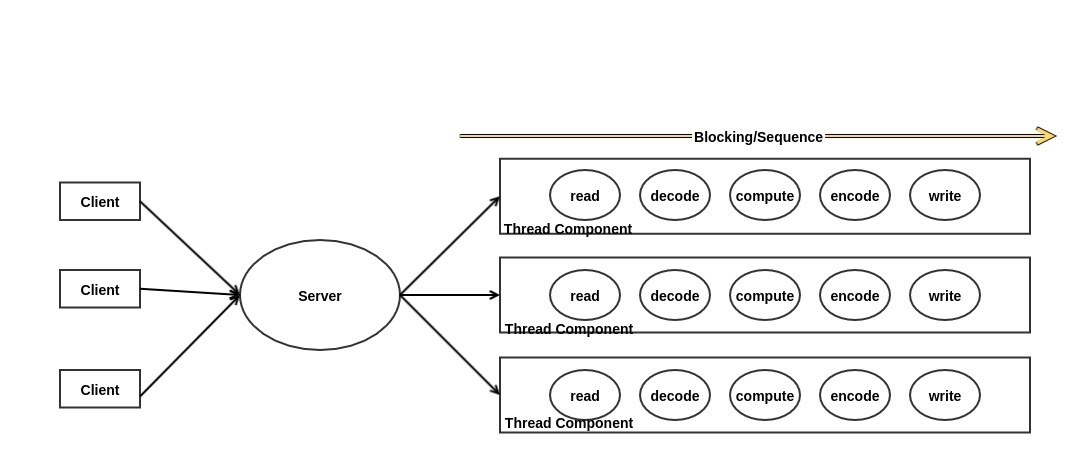 Blocking/Sequence
Client
Client
Client
Server
read decode compute encode write
Thread Component
read decode compute encode write
Thread Component
read decode compute encode write
Thread Component